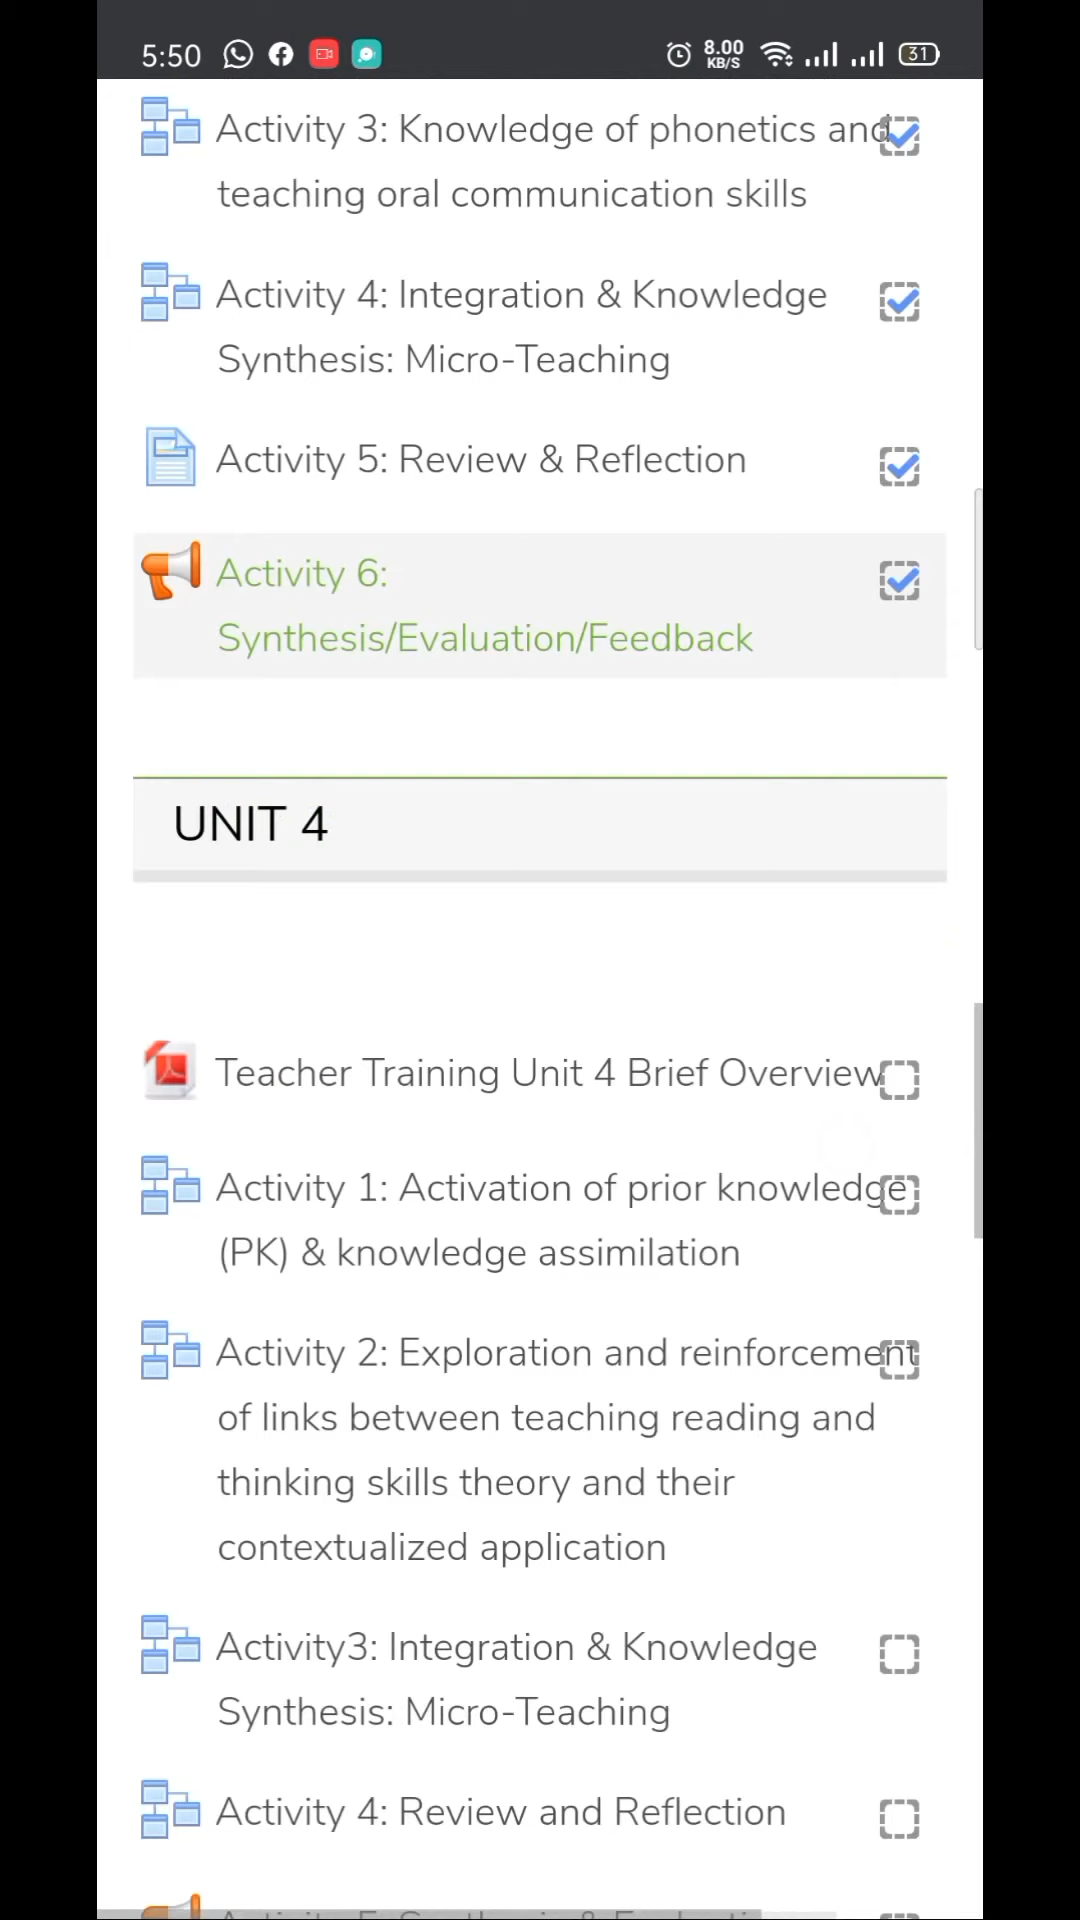 5:50
8.00
KB/S
31
Activity 3: Knowledge of phonetics and
teaching oral communication skills
Activity 4: Integration & Knowledge
Synthesis: Micro-Teaching
Activity 5: Review & Reflection
Activity 6:
Synthesis/Evaluation/Feedback
UNIT 4
Teacher Training Unit 4 Brief Overview
Activity 1: Activation of prior knowledge
(PK) & knowledge assimilation
Activity 2: Exploration and reinforcement
of links between teaching reading and
thinking skills theory and their
contextualized application
Activity3: Integration & Knowledge
Synthesis: Micro-Teaching
Activity 4: Review and Reflection